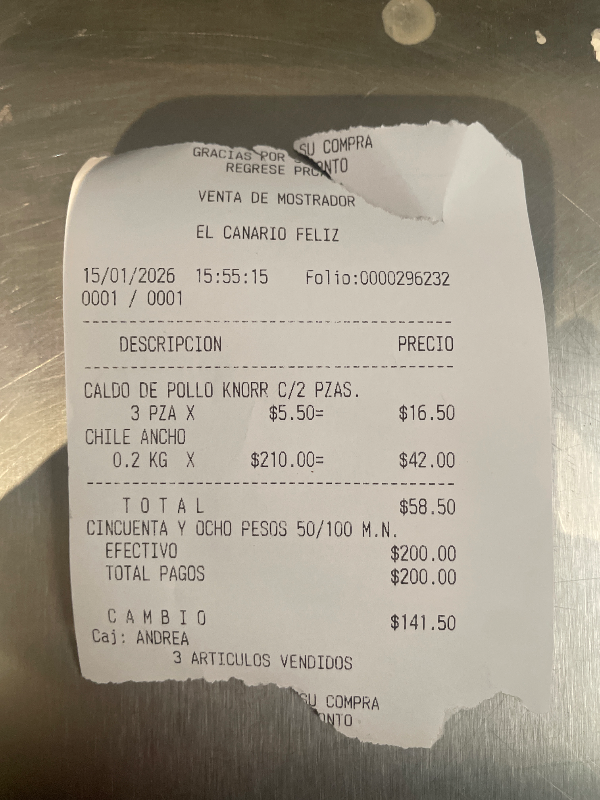 GRACIAS POR SU COMPRA
REGRESE PRONTO
VENTA DE MOSTRADOR
EL CANARIO FELIZ
15/01/2026 15:55:15 Folio:0000296232
0001 / 0001
--------------------------------------
DESCRIPCION PRECIO
--------------------------------------
CALDO DE POLLO KNORR C/2 PZAS.
3 PZA X $5.50= $16.50
CHILE ANCHO
0.2 KG X $210.00= $42.00
--------------------------------------
T O T A L $58.50
CINCUENTA Y OCHO PESOS 50/100 M.N.
EFECTIVO $200.00
TOTAL PAGOS $200.00
C A M B I O $141.50
Caj: ANDREA
3 ARTICULOS VENDIDOS
SU COMPRA
ONTO